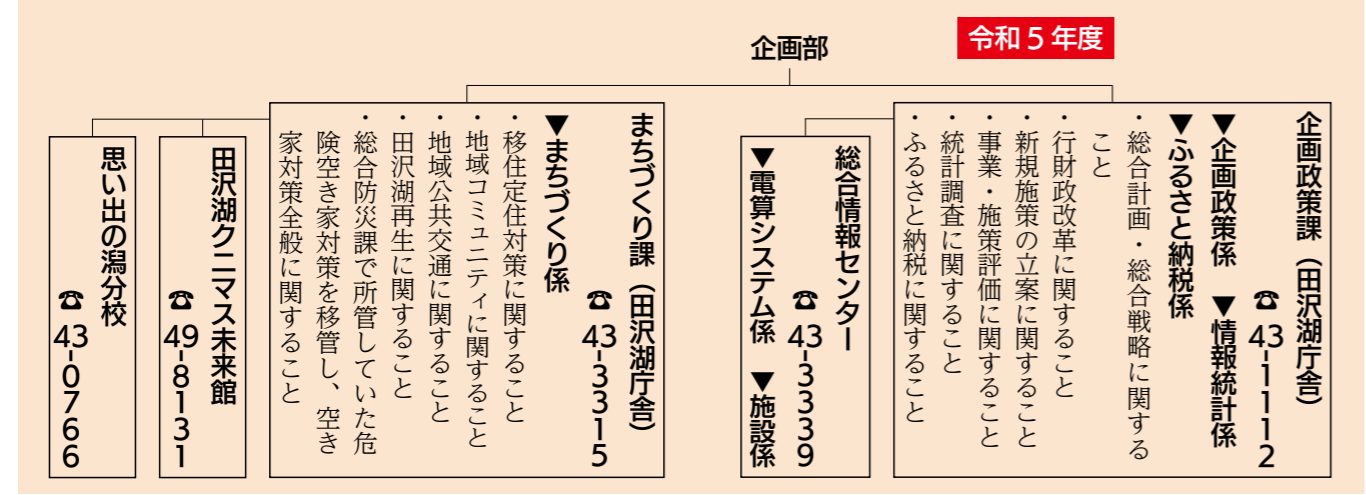 令和5年度
企画部
企画政策課（田沢湖庁舎）
☎43-1112
▼企画政策係　▼情報統計係
▼ふるさと納税係
・総合計画・総合戦略に関する
こと
・行財政改革に関すること
・新規施策の立案に関すること
・事業・施策評価に関すること
・統計調査に関すること
・ふるさと納税に関すること
総合情報センター
☎43-3339
▼電算システム係　▼施設係
まちづくり課（田沢湖庁舎）
☎43-3315
▼まちづくり係
・移住定住対策に関すること
・地域コミュニティに関すること
・地域公共交通に関すること
・田沢湖再生に関すること
・総合防災課で所管していた危
険空き家対策を移管し、空き
家対策全般に関すること
田沢湖クニマス未来館
☎49-8131
思い出の潟分校
☎43-0766